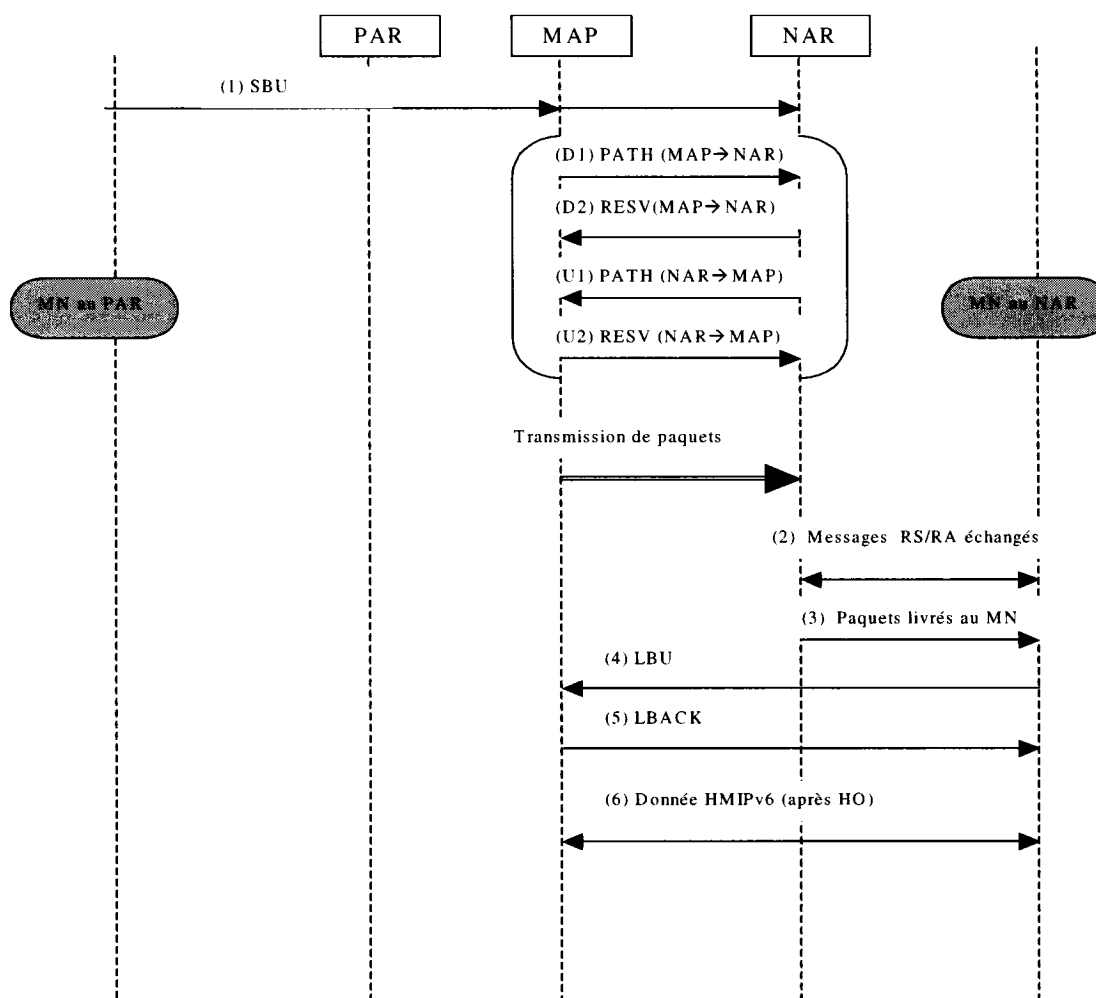 PAR
MAP
NAR
(1) SBU
(D1) PATH (MAP→NAR)
(D2) RESV(MAP→NAR)
(U1) PATH (NAR→MAP)
MN au PAR
MN au NAR
(U2) RESV (NAR→MAP)
Transmission de paquets
(2) Messages RS/RA échangés
(3) Paquets livrés au MN
(4) LBU
(5) LBACK
(6) Donnée HMIPv6 (après HO)